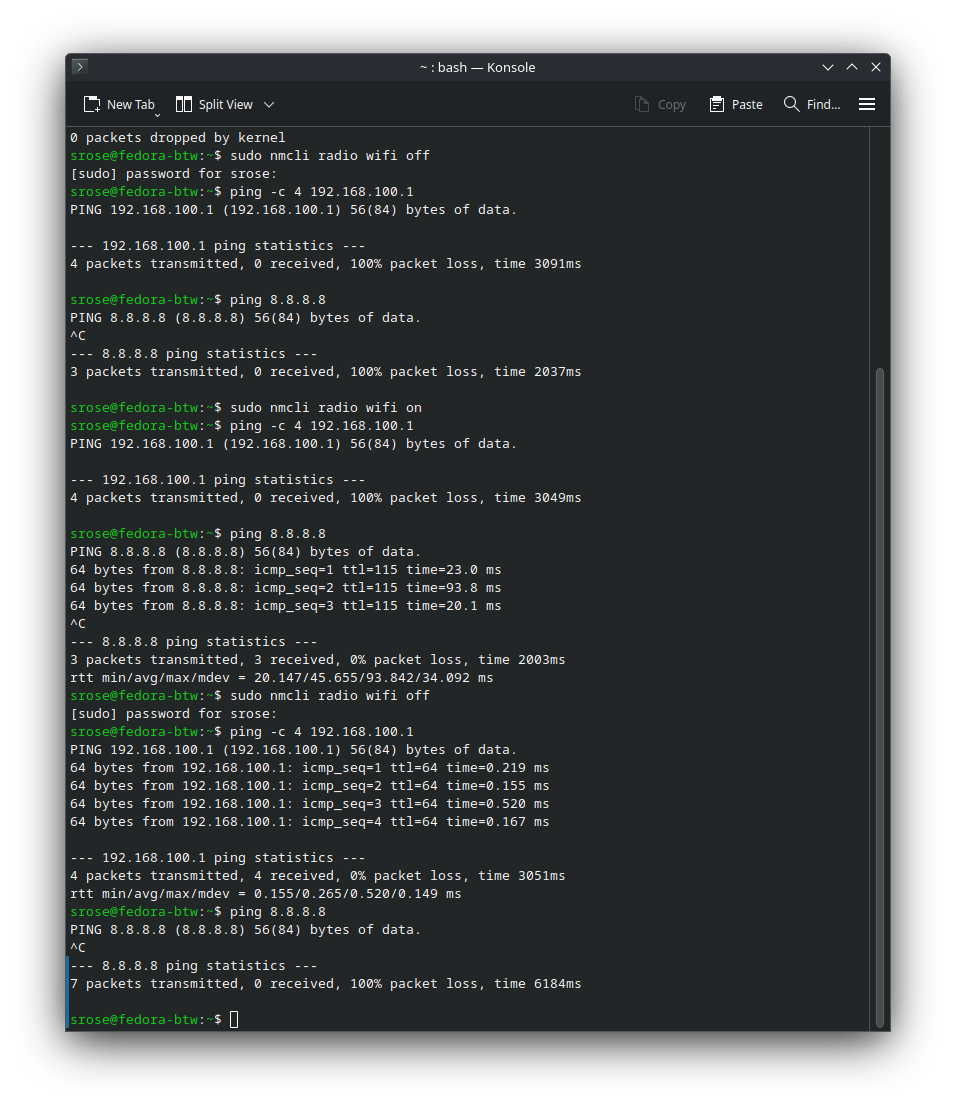 ~ : bash — Konsole
New Tab
Split View
Copy
Paste
Find...
0 packets dropped by kernel
srose@fedora-btw:~$ sudo nmcli radio wifi off
[sudo] password for srose:
srose@fedora-btw:~$ ping -c 4 192.168.100.1
PING 192.168.100.1 (192.168.100.1) 56(84) bytes of data.

--- 192.168.100.1 ping statistics ---
4 packets transmitted, 0 received, 100% packet loss, time 3091ms

srose@fedora-btw:~$ ping 8.8.8.8
PING 8.8.8.8 (8.8.8.8) 56(84) bytes of data.
^C
--- 8.8.8.8 ping statistics ---
3 packets transmitted, 0 received, 100% packet loss, time 2037ms

srose@fedora-btw:~$ sudo nmcli radio wifi on
srose@fedora-btw:~$ ping -c 4 192.168.100.1
PING 192.168.100.1 (192.168.100.1) 56(84) bytes of data.

--- 192.168.100.1 ping statistics ---
4 packets transmitted, 0 received, 100% packet loss, time 3049ms

srose@fedora-btw:~$ ping 8.8.8.8
PING 8.8.8.8 (8.8.8.8) 56(84) bytes of data.
64 bytes from 8.8.8.8: icmp_seq=1 ttl=115 time=23.0 ms
64 bytes from 8.8.8.8: icmp_seq=2 ttl=115 time=93.8 ms
64 bytes from 8.8.8.8: icmp_seq=3 ttl=115 time=20.1 ms
^C
--- 8.8.8.8 ping statistics ---
3 packets transmitted, 3 received, 0% packet loss, time 2003ms
rtt min/avg/max/mdev = 20.147/45.655/93.842/34.092 ms
srose@fedora-btw:~$ sudo nmcli radio wifi off
[sudo] password for srose:
srose@fedora-btw:~$ ping -c 4 192.168.100.1
PING 192.168.100.1 (192.168.100.1) 56(84) bytes of data.
64 bytes from 192.168.100.1: icmp_seq=1 ttl=64 time=0.219 ms
64 bytes from 192.168.100.1: icmp_seq=2 ttl=64 time=0.155 ms
64 bytes from 192.168.100.1: icmp_seq=3 ttl=64 time=0.520 ms
64 bytes from 192.168.100.1: icmp_seq=4 ttl=64 time=0.167 ms

--- 192.168.100.1 ping statistics ---
4 packets transmitted, 4 received, 0% packet loss, time 3051ms
rtt min/avg/max/mdev = 0.155/0.265/0.520/0.149 ms
srose@fedora-btw:~$ ping 8.8.8.8
PING 8.8.8.8 (8.8.8.8) 56(84) bytes of data.
^C
--- 8.8.8.8 ping statistics ---
7 packets transmitted, 0 received, 100% packet loss, time 6184ms

srose@fedora-btw:~$